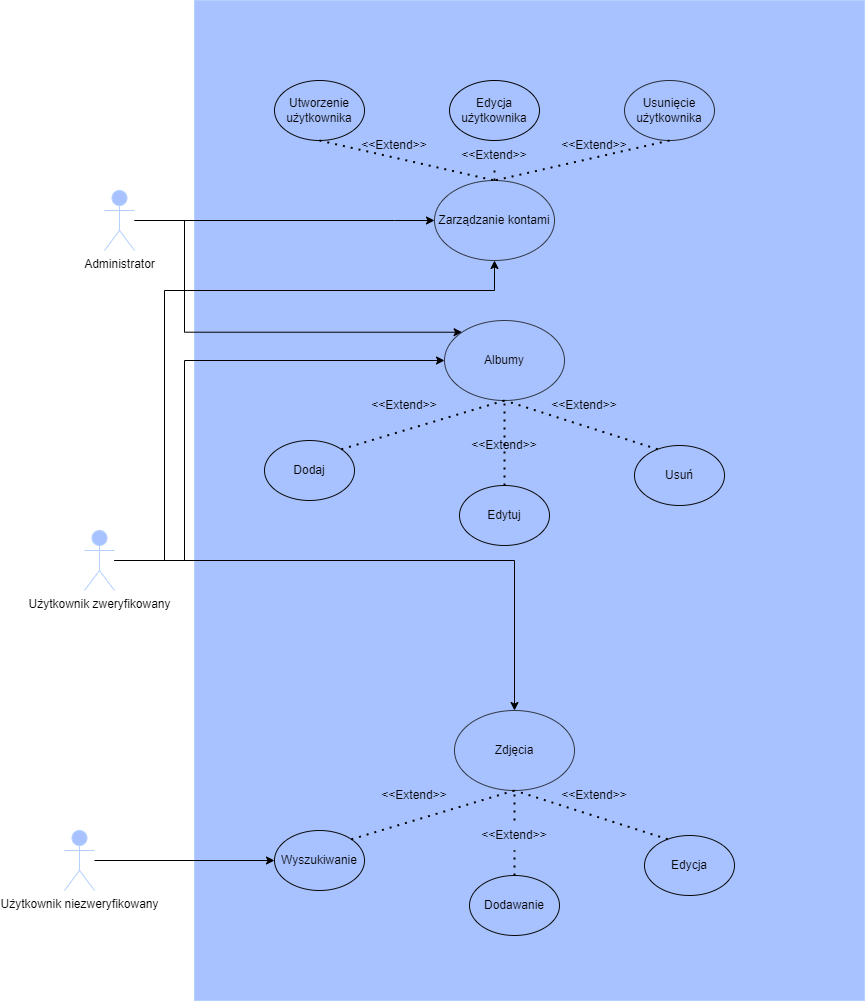 Utworzenie
użytkownika
Edycja
użytkownika
Usunięcie
użytkownika
<<Extend>>
<<Extend>>
<<Extend>>
Zarządzanie kontami
Administrator
Albumy
<<Extend>>
<<Extend>>
<<Extend>>
Dodaj
Edytuj
Usuń
Użytkownik zweryfikowany
Zdjęcia
<<Extend>>
<<Extend>>
<<Extend>>
Wyszukiwanie
Dodawanie
Edycja
Użytkownik niezweryfikowany